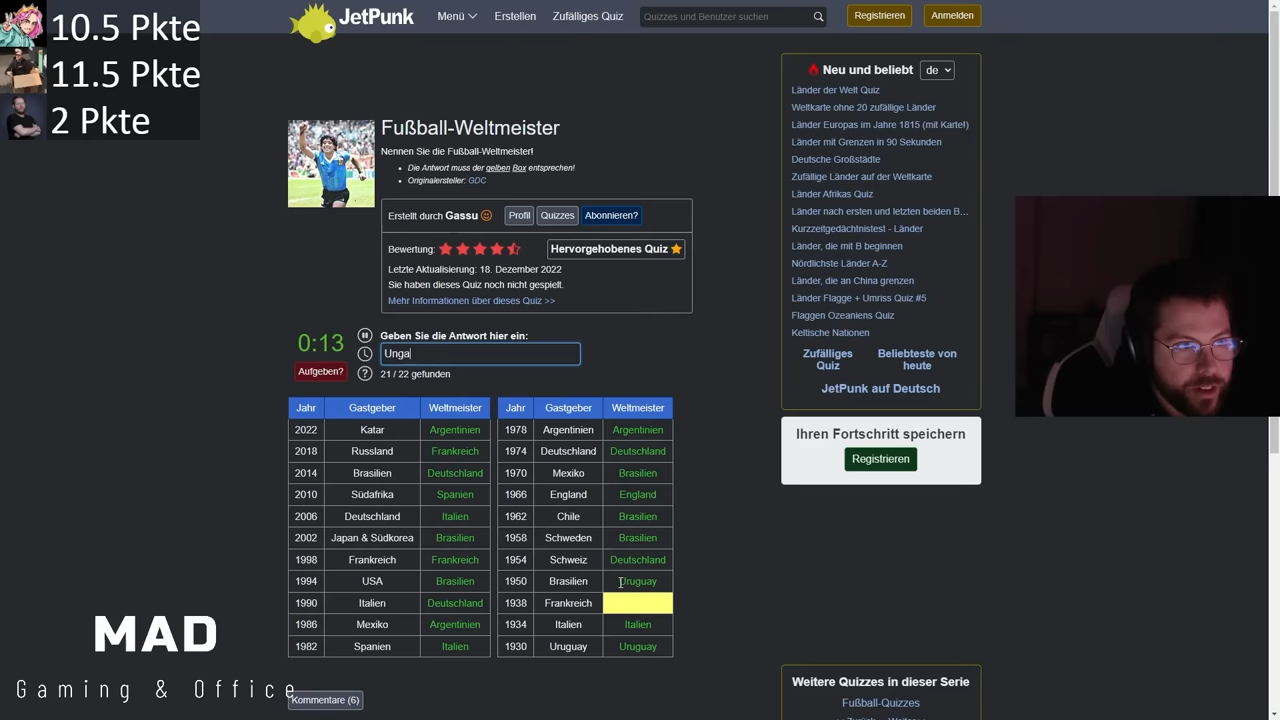 10.5 Pkte
11.5 Pkte
2 Pkte
JetPunk
Menü
Erstellen
Zufälliges Quiz
Quizzes und Benutzer suchen
Registrieren
Anmelden
Fußball-Weltmeister
Nennen Sie die Fußball-Weltmeister!
Die Antwort muss der gelben Box entsprechen!
Originalersteller: GDC
Erstellt durch Gassu
Profil
Quizzes
Abonnieren?
Bewertung:
Hervorgehobenes Quiz
Letzte Aktualisierung: 18. Dezember 2022
Sie haben dieses Quiz noch nicht gespielt.
Mehr Informationen über dieses Quiz >>
0:13
Aufgeben?
Geben Sie die Antwort hier ein:
Unga
?
21 / 22 gefunden
Jahr Gastgeber Weltmeister
2022 Katar Argentinien
2018 Russland Frankreich
2014 Brasilien Deutschland
2010 Südafrika Spanien
2006 Deutschland Italien
2002 Japan & Südkorea Brasilien
1998 Frankreich Frankreich
1994 USA Brasilien
1990 Italien Deutschland
1986 Mexiko Argentinien
1982 Spanien Italien
Jahr Gastgeber Weltmeister
1978 Argentinien Argentinien
1974 Deutschland Deutschland
1970 Mexiko Brasilien
1966 England England
1962 Chile Brasilien
1958 Schweden Brasilien
1954 Schweiz Deutschland
1950 Brasilien Uruguay
1938 Frankreich
1934 Italien Italien
1930 Uruguay Uruguay
Kommentare (6)
MAD
Gaming & Office
Neu und beliebt de
Länder der Welt Quiz
Weltkarte ohne 20 zufällige Länder
Länder Europas im Jahre 1815 (mit Karte!)
Länder mit Grenzen in 90 Sekunden
Deutsche Großstädte
Zufällige Länder auf der Weltkarte
Länder Afrikas Quiz
Länder nach ersten und letzten beiden B...
Kurzzeitgedächtnistest - Länder
Länder, die mit B beginnen
Nördlichste Länder A-Z
Länder, die an China grenzen
Länder Flagge + Umriss Quiz #5
Flaggen Ozeaniens Quiz
Keltische Nationen
Zufälliges Quiz
Beliebteste von heute
JetPunk auf Deutsch
Ihren Fortschritt speichern
Registrieren
Weitere Quizzes in dieser Serie
Fußball-Quizzes